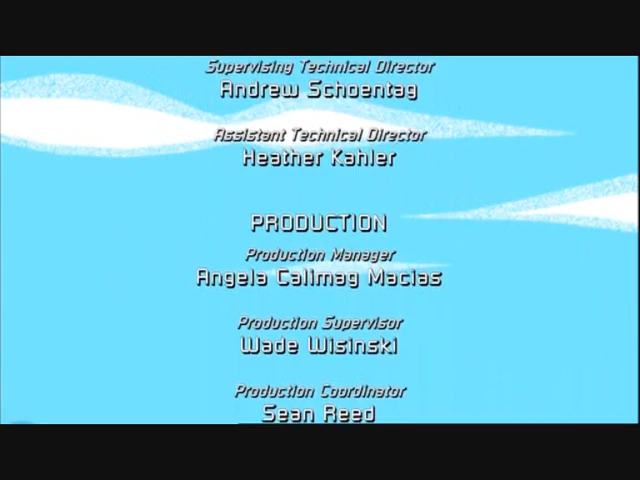 Supervising Technical Director
Andrew Schoentag
Assistant Technical Director
Heather Kahler
PRODUCTION
Production Manager
Angela Calimag Macias
Production Supervisor
Wade Wisinski
Production Coordinator
Sean Reed